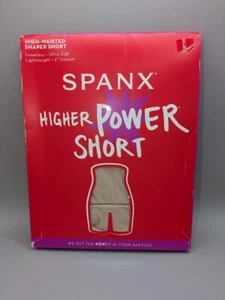 HIGH-WAISTED
SHAPER SHORT
Seamless • Ultra Soft
Lightweight • 6" Inseam
SPANX
HIGHER POWER
SHORT
WE PUT THE POWER IN YOUR PANTIES!